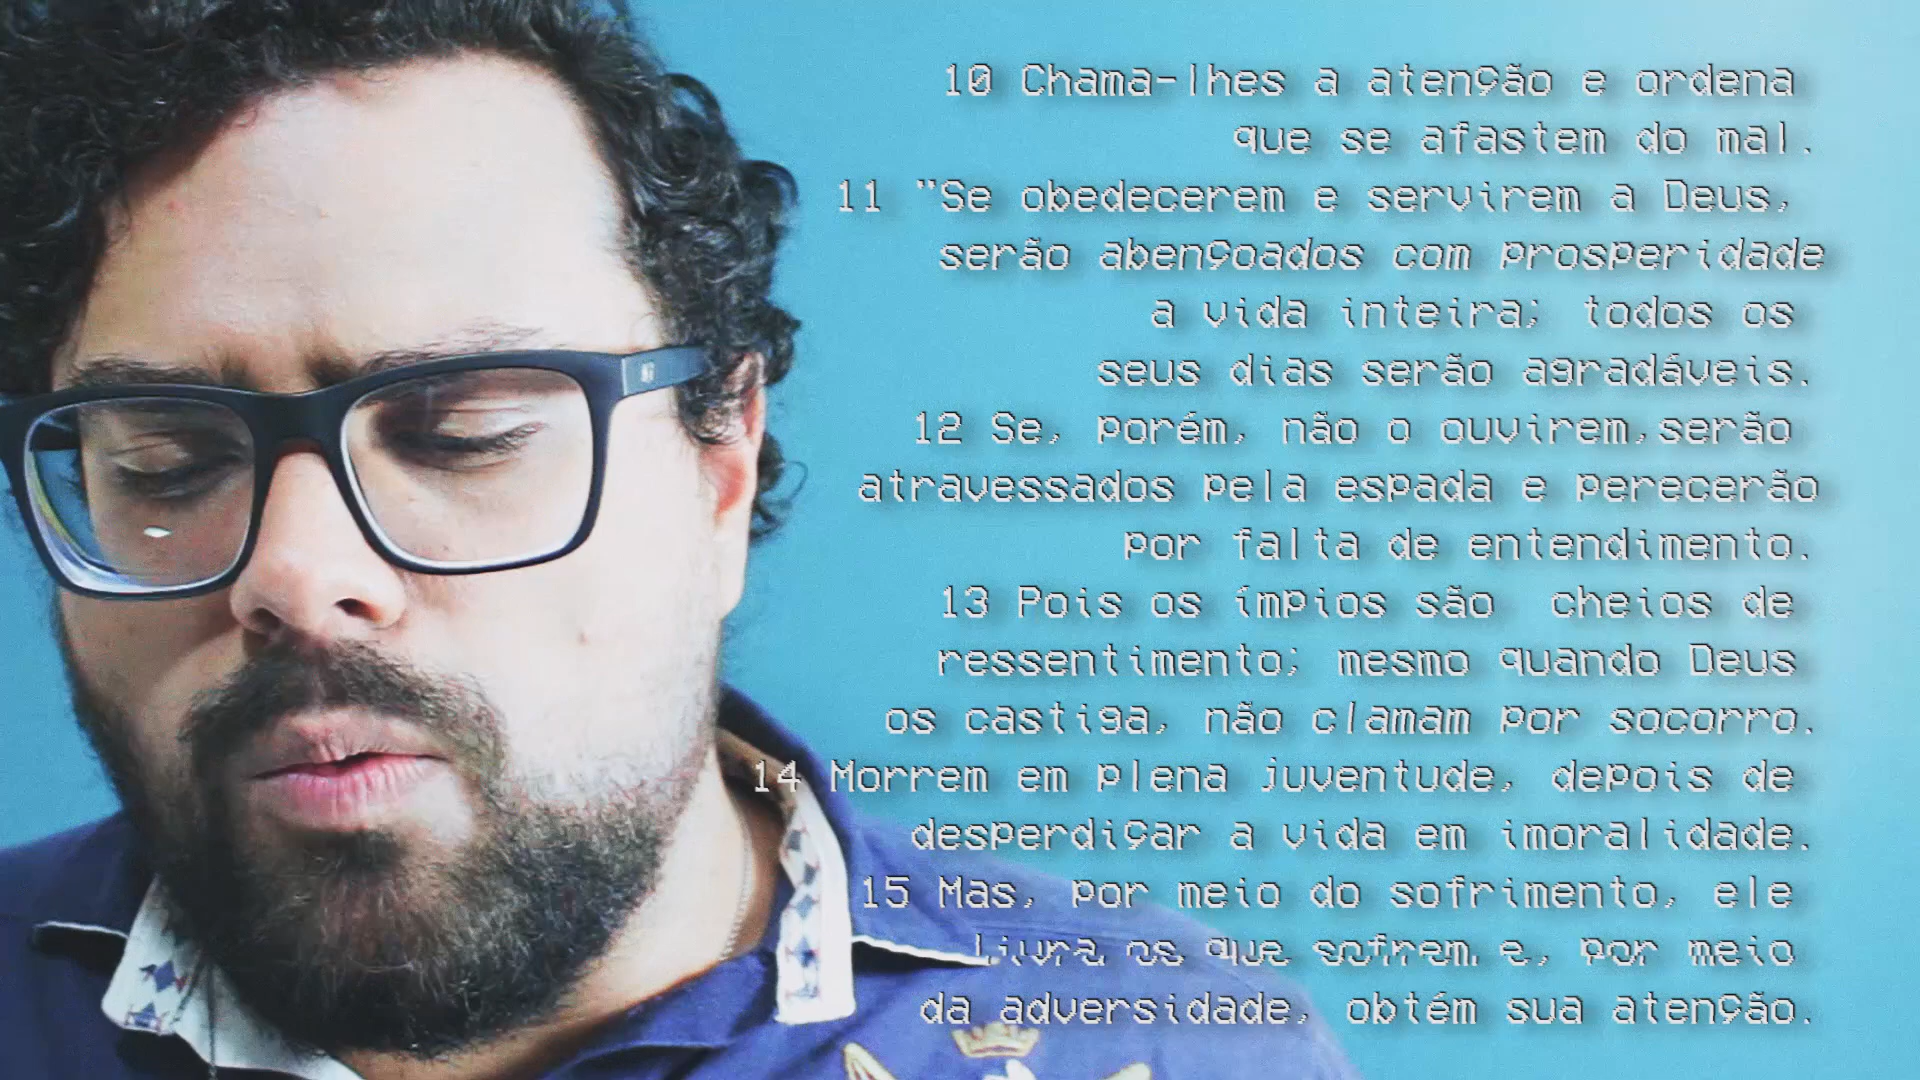 10 Chama-lhes a atenção e ordena
que se afastem do mal.
11 "Se obedecerem e servirem a Deus,
serão abençoados com prosperidade
a vida inteira; todos os
seus dias serão agradáveis.
12 Se, porém, não o ouvirem,serão
atravessados pela espada e perecerão
por falta de entendimento.
13 Pois os ímpios são  cheios de
ressentimento; mesmo quando Deus
os castiga, não clamam por socorro.
14 Morrem em plena juventude, depois de
desperdiçar a vida em imoralidade.
15 Mas, por meio do sofrimento, ele
livra os que sofrem e, por meio
da adversidade, obtém sua atenção.